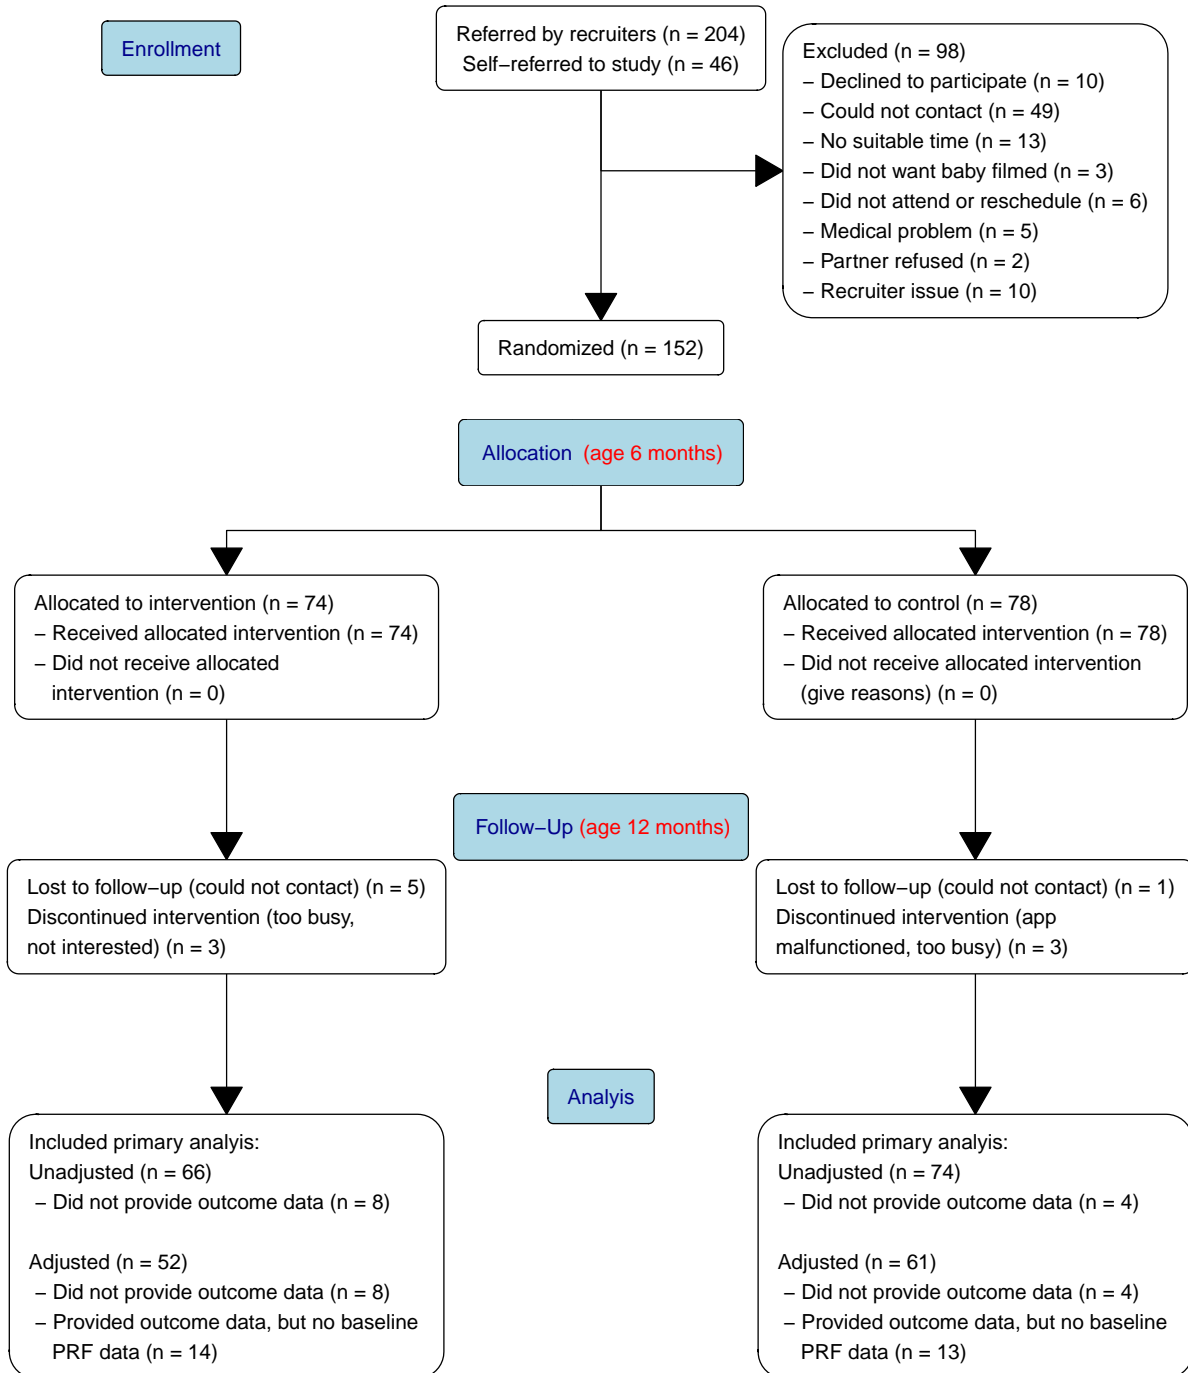 Enrollment
Referred by recruiters (n = 204)
Self−referred to study (n = 46)
Excluded (n = 98)
− Declined to participate (n = 10)
− Could not contact (n = 49)
− No suitable time (n = 13)
− Did not want baby filmed (n = 3)
− Did not attend or reschedule (n = 6)
− Medical problem (n = 5)
− Partner refused (n = 2)
− Recruiter issue (n = 10)
Randomized (n = 152)
Allocation (age 6 months)
Allocated to intervention (n = 74)
− Received allocated intervention (n = 74)
− Did not receive allocated
intervention (n = 0)
Allocated to control (n = 78)
− Received allocated intervention (n = 78)
− Did not receive allocated intervention
(give reasons) (n = 0)
Follow−Up (age 12 months)
Lost to follow−up (could not contact) (n = 5)
Discontinued intervention (too busy,
not interested) (n = 3)
Lost to follow−up (could not contact) (n = 1)
Discontinued intervention (app
malfunctioned, too busy) (n = 3)
Analyis
Included primary analyis:
Unadjusted (n = 66)
− Did not provide outcome data (n = 8)
Adjusted (n = 52)
− Did not provide outcome data (n = 8)
− Provided outcome data, but no baseline
PRF data (n = 14)
Included primary analyis:
Unadjusted (n = 74)
− Did not provide outcome data (n = 4)
Adjusted (n = 61)
− Did not provide outcome data (n = 4)
− Provided outcome data, but no baseline
PRF data (n = 13)